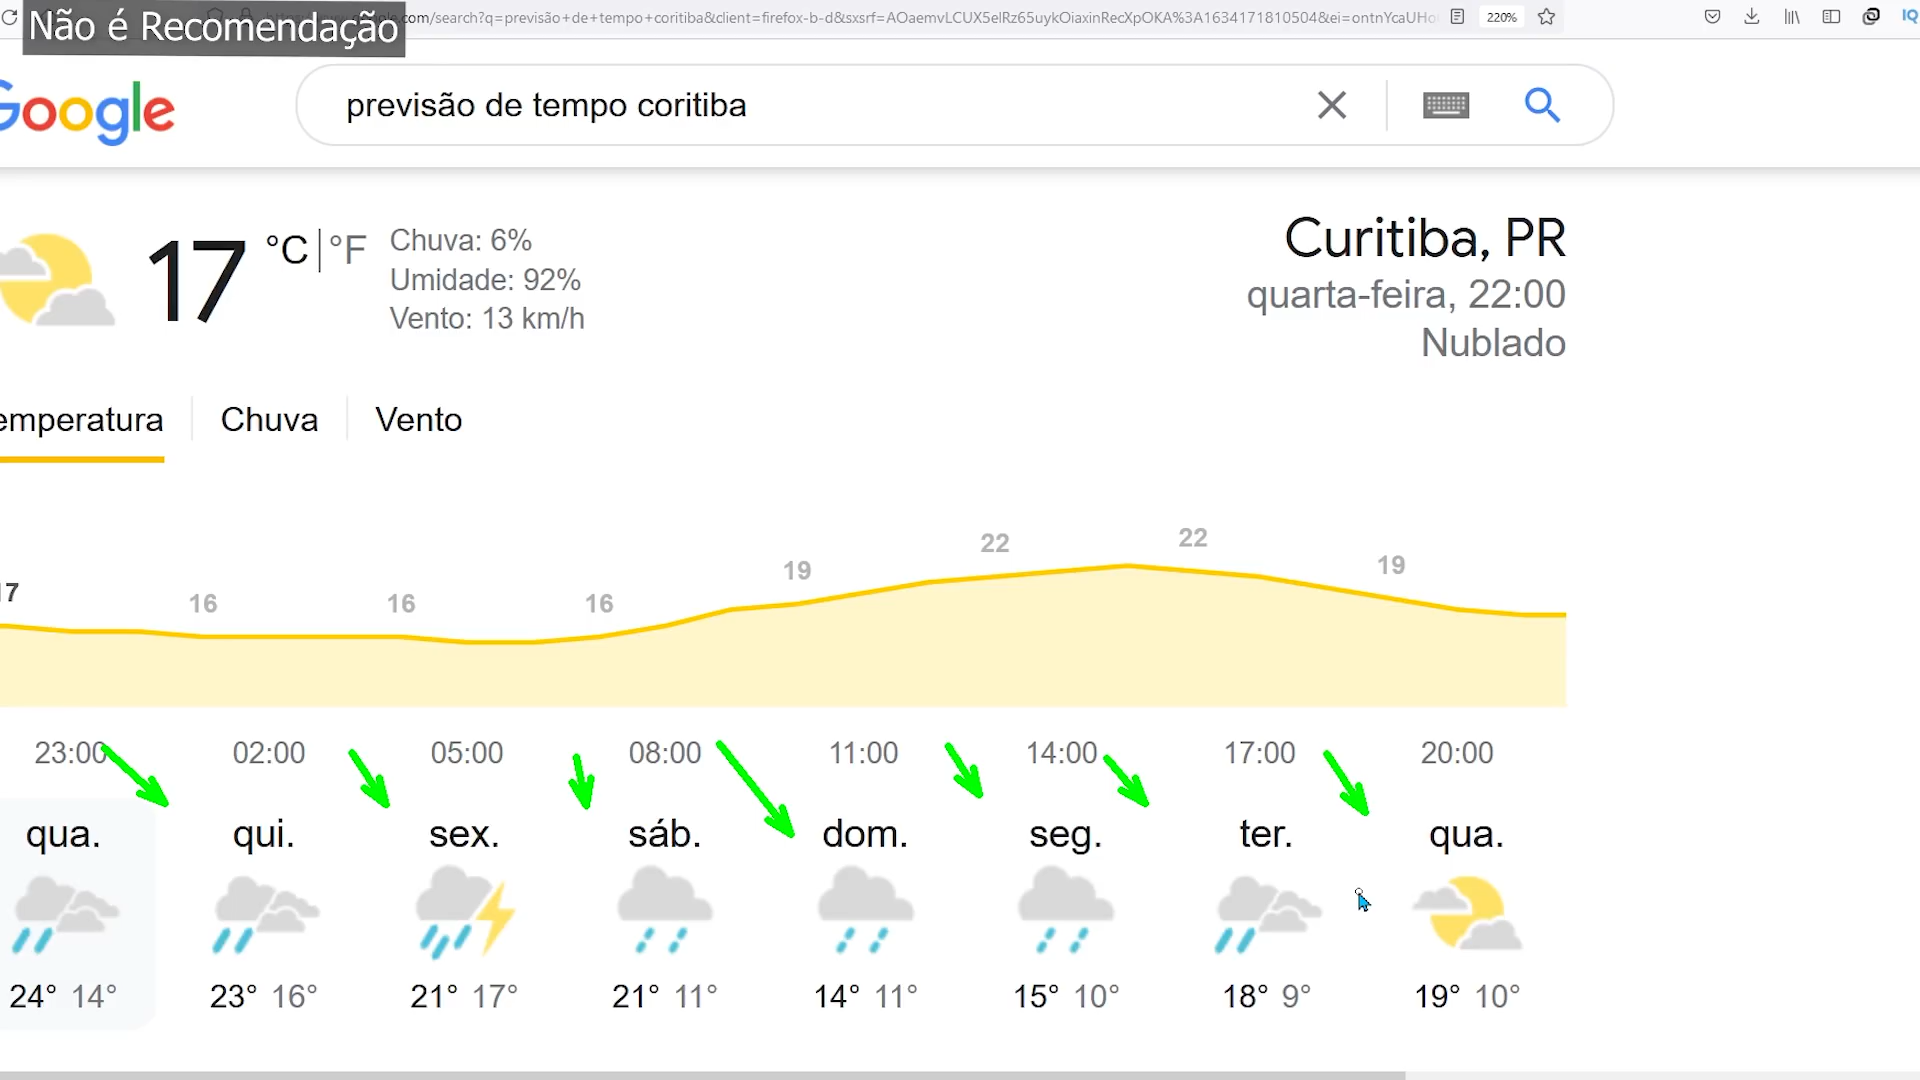 .com/search?q=previsão+de+tempo+coritiba&client=firefox-b-d&sxsrf=AOaemvLCUX5elRz65uykOiaxinRecXpOKA%3A1634171810504&ei=ontnYcaUHo
220%
IQ
Não é Recomendação
Google
previsão de tempo coritiba
17 °C | °F
Chuva: 6%
Umidade: 92%
Vento: 13 km/h
Curitiba, PR
quarta-feira, 22:00
Nublado
emperatura
Chuva
Vento
17 16 16 16 19 22 22 19
23:00 02:00 05:00 08:00 11:00 14:00 17:00 20:00
qua. qui. sex. sáb. dom. seg. ter. qua.
24° 14° 23° 16° 21° 17° 21° 11° 14° 11° 15° 10° 18° 9° 19° 10°